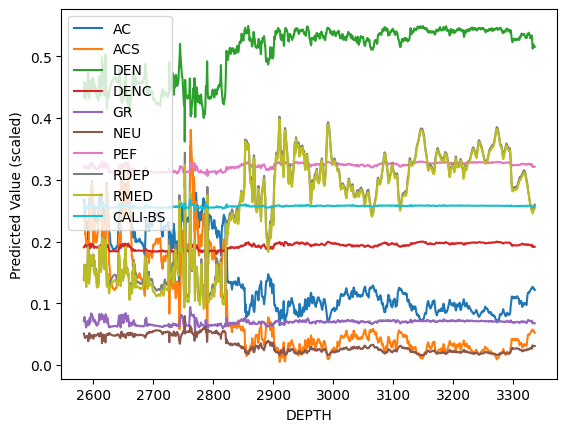 Predicted Value (scaled)
0.5
0.4
0.3
0.2
0.1
0.0
AC
ACS
DEN
DENC
GR
NEU
PEF
RDEP
RMED
CALI-BS
2600 2700 2800 2900 3000 3100 3200 3300
DEPTH